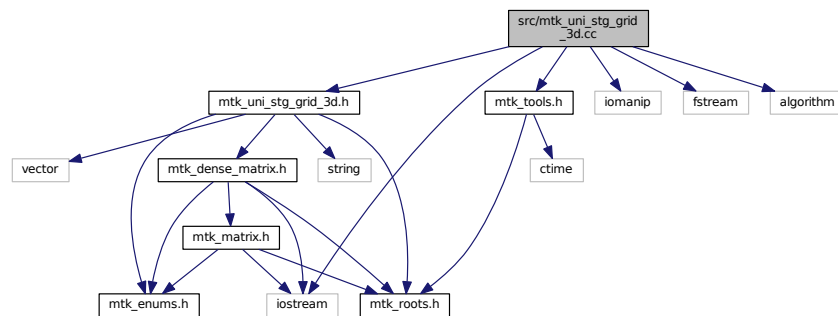 src/mtk_uni_stg_grid
_3d.cc
mtk_uni_stg_grid_3d.h
mtk_tools.h
iomanip
fstream
algorithm
vector
mtk_dense_matrix.h
string
ctime
mtk_matrix.h
mtk_enums.h
iostream
mtk_roots.h